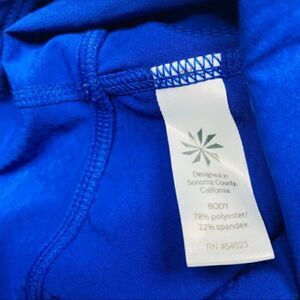 Designed in
Sonoma County,
California
BODY
78% polyester/
22% spandex
RN #54023